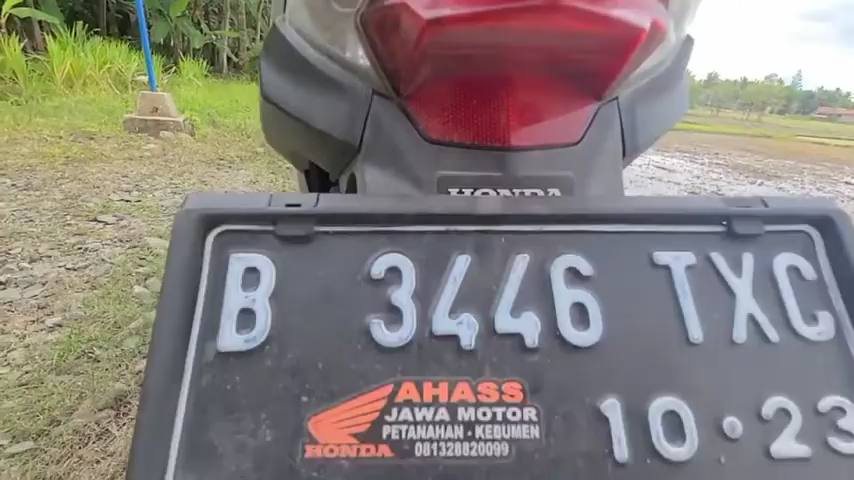 HONDA
B 3446 TXC
AHASS
JAWA MOTOR
PETANAHAN • KEBUMEN
HONDA 081328820099
10 • 23